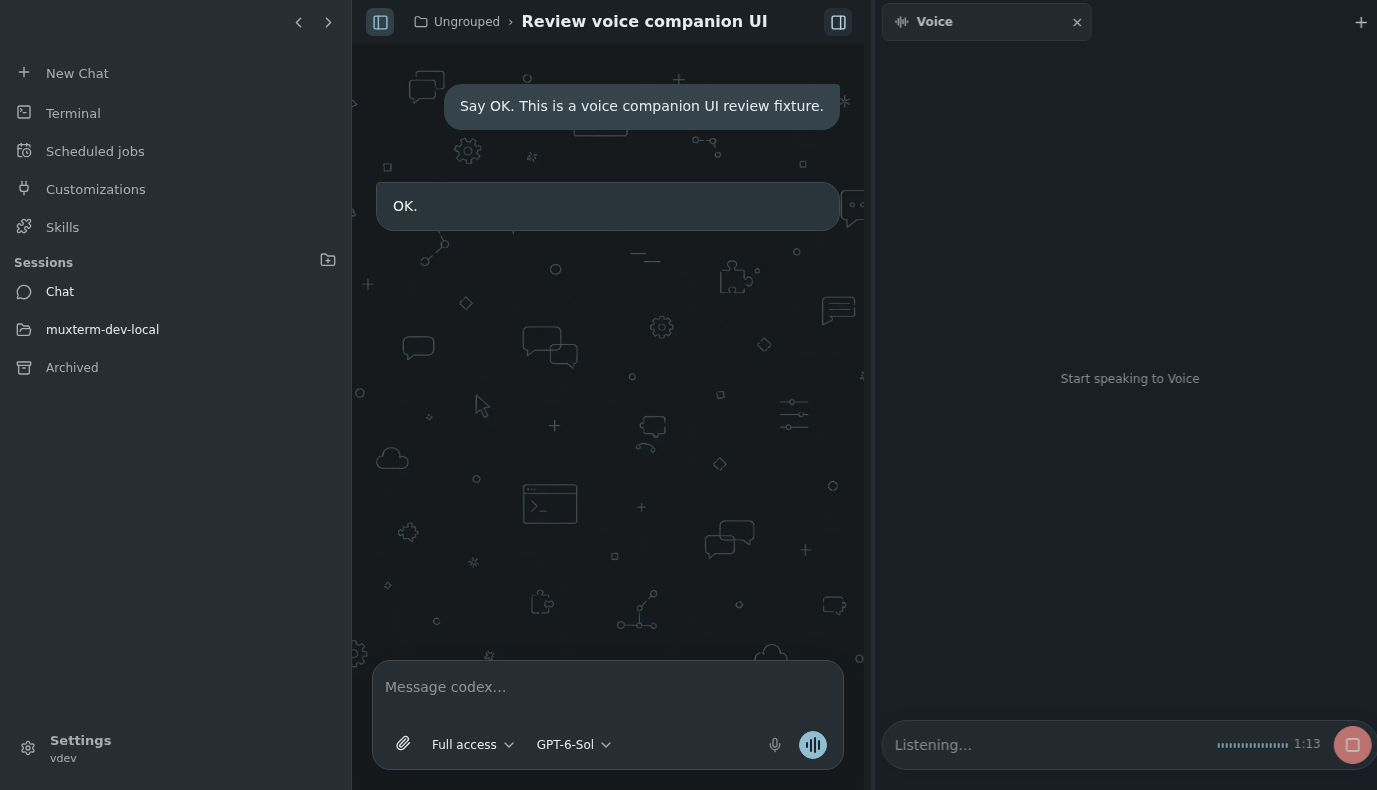 New Chat
Terminal
Scheduled jobs
Customizations
Skills
Sessions
Chat
muxterm-dev-local
Archived
Settings
vdev
Ungrouped › Review voice companion UI
Say OK. This is a voice companion UI review fixture.
OK.
Message codex…
Full access GPT-6-Sol
Voice
Start speaking to Voice
Listening… 1:13